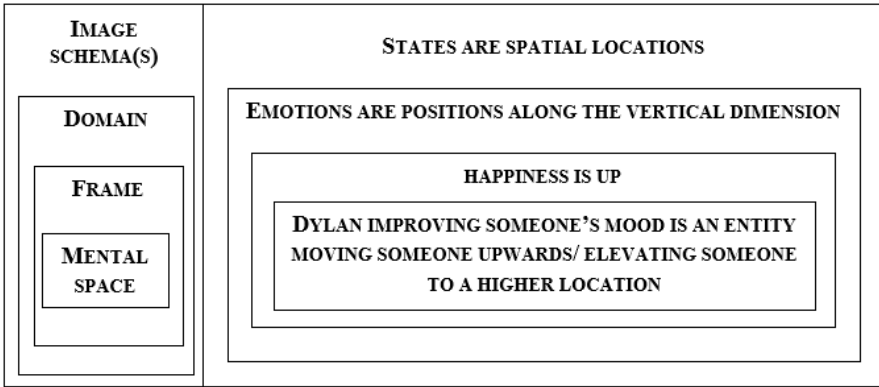 IMAGE
SCHEMA(S)
DOMAIN
FRAME
MENTAL
SPACE
STATES ARE SPATIAL LOCATIONS
EMOTIONS ARE POSITIONS ALONG THE VERTICAL DIMENSION
HAPPINESS IS UP
DYLAN IMPROVING SOMEONE’S MOOD IS AN ENTITY
MOVING SOMEONE UPWARDS/ ELEVATING SOMEONE
TO A HIGHER LOCATION